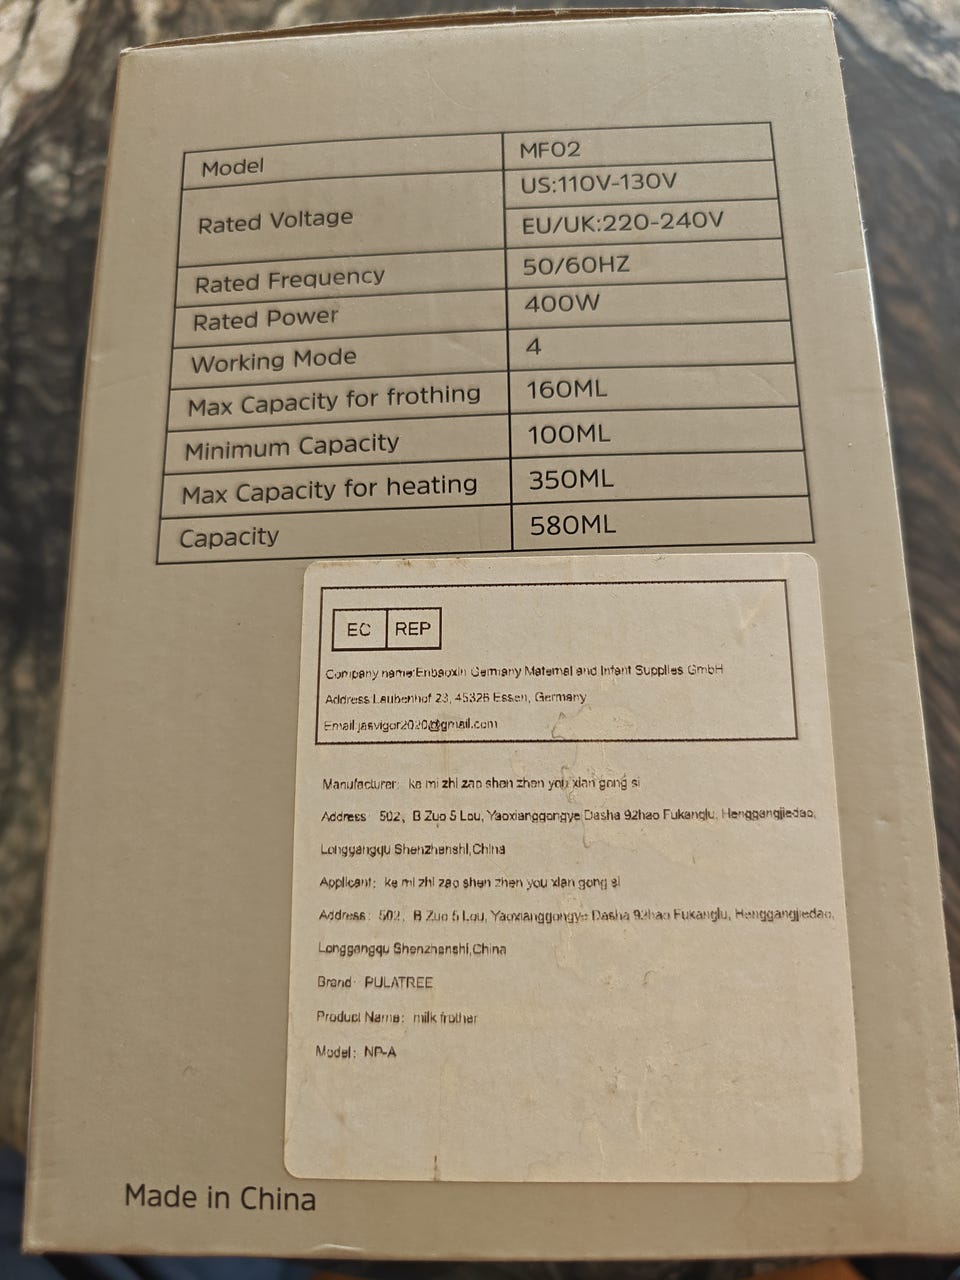 Model MF02
Rated Voltage US:110V-130V
EU/UK:220-240V
Rated Frequency 50/60HZ
Rated Power 400W
Working Mode 4
Max Capacity for frothing 160ML
Minimum Capacity 100ML
Max Capacity for heating 350ML
Capacity 580ML
EC REP
Company name:Enbaoxin Germany Maternal and Infant Supplies GmbH
Address Laubenhof 23, 45326 Essen, Germany
Email:jasvigor2020@gmail.com
Manufacturer: ke mi zhi zao shen zhen you xian gong si
Address: 502, B Zuo 5 Lou, Yaoxianggongye Dasha 92hao Fukanglu, Henggangjiedao,
Longgangqu Shenzhenshi,China
Applicant: ke mi zhi zao shen zhen you xian gong si
Address: 502, B Zuo 5 Lou, Yaoxianggongye Dasha 92hao Fukanglu, Henggangjiedao,
Longgangqu Shenzhenshi,China
Brand: PULATREE
Product Name: milk frother
Model: NP-A
Made in China